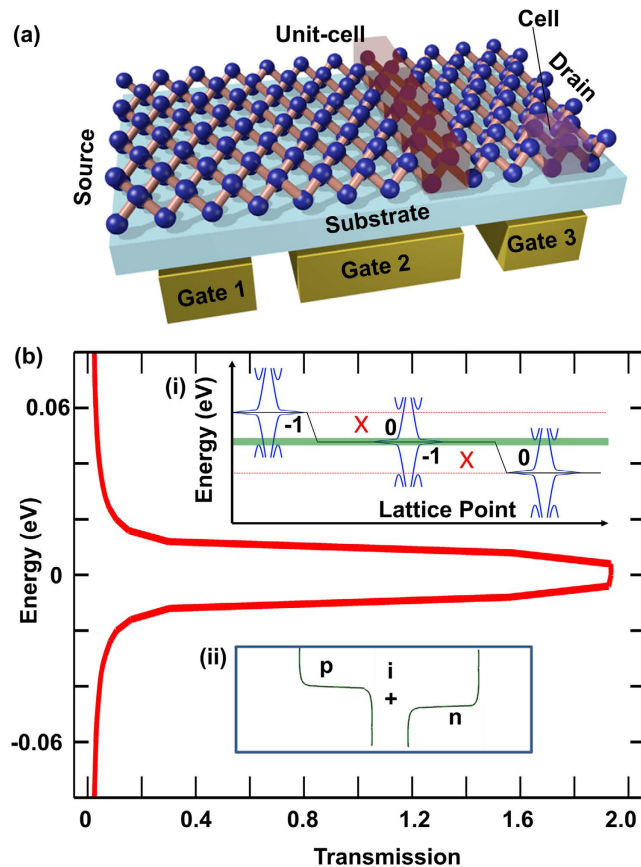 (a)
Unit-cell
Cell
Drain
Source
Substrate
Gate 1
Gate 2
Gate 3
(b)
(i)
Energy (eV)
-1
X
0
-1
X
0
Lattice Point
Energy (eV)
0.06
0
-0.06
(ii)
p
i
+
n
0 0.4 0.8 1.2 1.6 2.0
Transmission